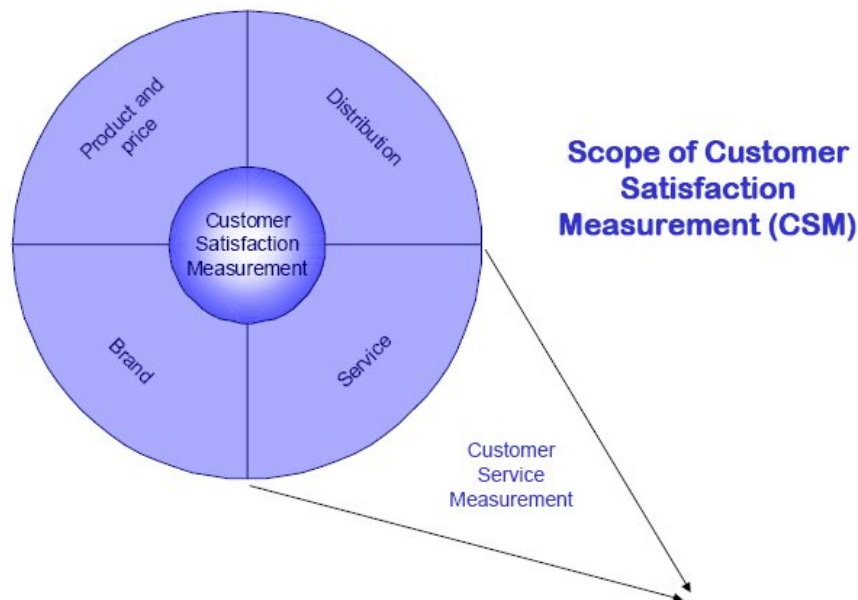 Product and
price
Distribution
Scope of Customer
Satisfaction
Measurement (CSM)
Customer
Satisfaction
Measurement
Brand
Service
Customer
Service
Measurement